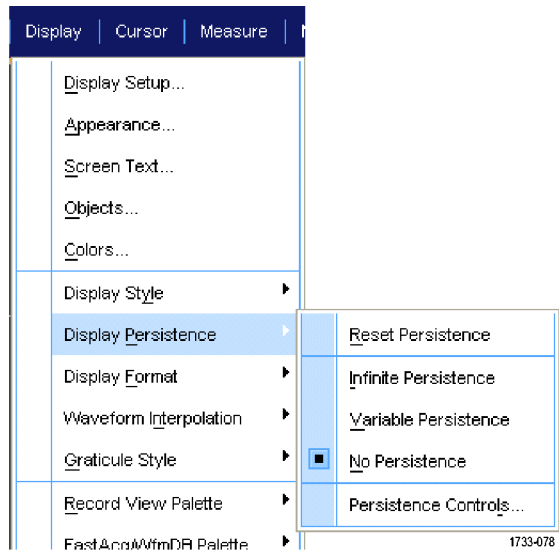 Display Cursor Measure
Display Setup...
Appearance...
Screen Text...
Objects...
Colors...
Display Style
Display Persistence
Display Format
Waveform Interpolation
Graticule Style
Record View Palette
FastAcq/WfmDB Palette
Reset Persistence
Infinite Persistence
Variable Persistence
No Persistence
Persistence Controls...
1733-078